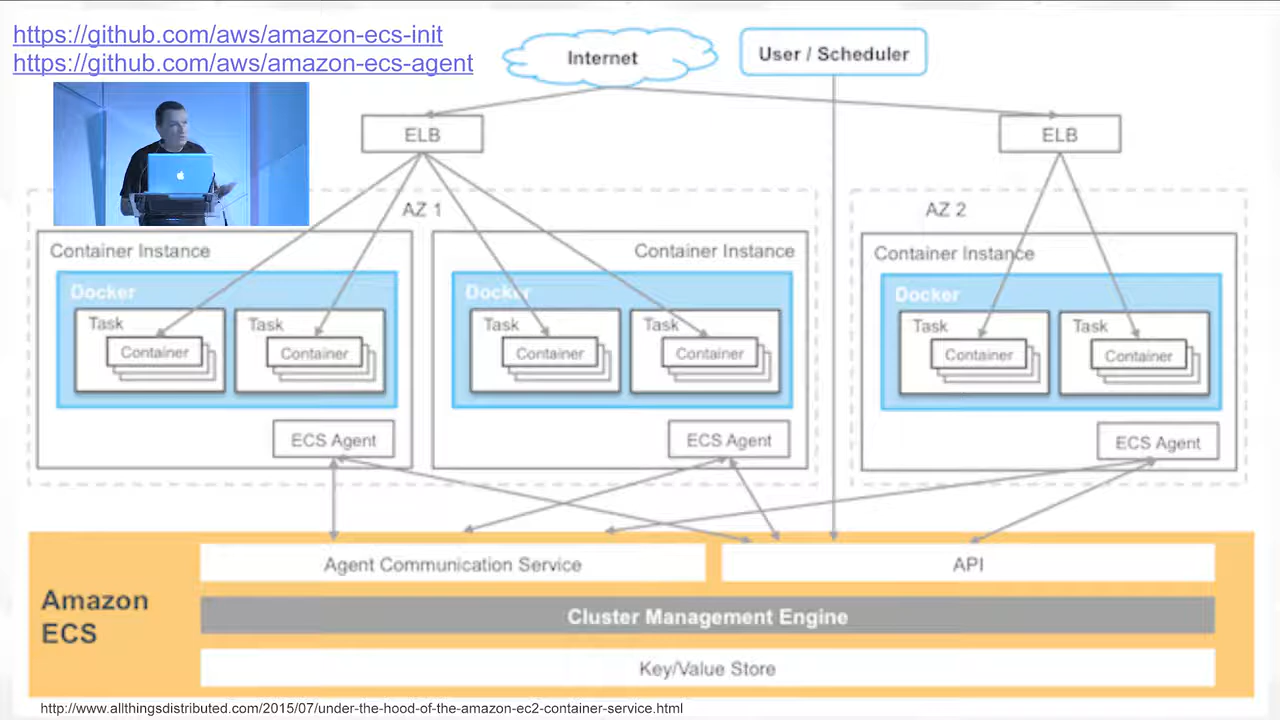 https://github.com/aws/amazon-ecs-init
https://github.com/aws/amazon-ecs-agent
Internet
User / Scheduler
ELB
ELB
AZ 1
AZ 2
Container Instance
Docker
Task
Container
Task
Container
ECS Agent
Container Instance
Docker
Task
Container
Task
Container
ECS Agent
Container Instance
Docker
Task
Container
Task
Container
ECS Agent
Amazon
ECS
Agent Communication Service
API
Cluster Management Engine
Key/Value Store
http://www.allthingsdistributed.com/2015/07/under-the-hood-of-the-amazon-ec2-container-service.html